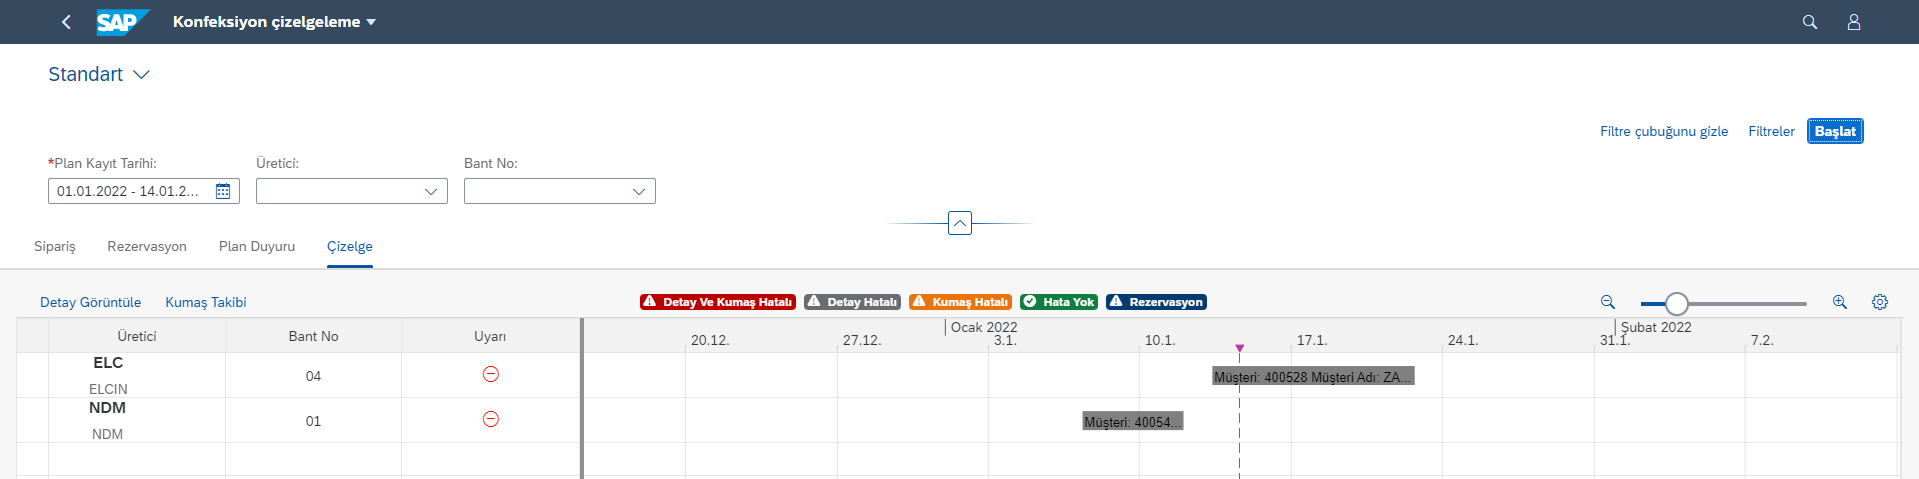 SAP Konfeksiyon çizelgeleme
Standart
Filtre çubuğunu gizle Filtreler Başlat
*Plan Kayıt Tarihi: Üretici: Bant No:
01.01.2022 - 14.01.2...
Sipariş Rezervasyon Plan Duyuru Çizelge
Detay Görüntüle Kumaş Takibi Detay Ve Kumaş Hatalı Detay Hatalı Kumaş Hatalı Hata Yok Rezervasyon
Üretici Bant No Uyarı
Ocak 2022 Şubat 2022
20.12. 27.12. 3.1. 10.1. 17.1. 24.1. 31.1. 7.2.
ELC
ELCIN 04 Müşteri: 400528 Müşteri Adı: ZA...
NDM
NDM 01 Müşteri: 40054...